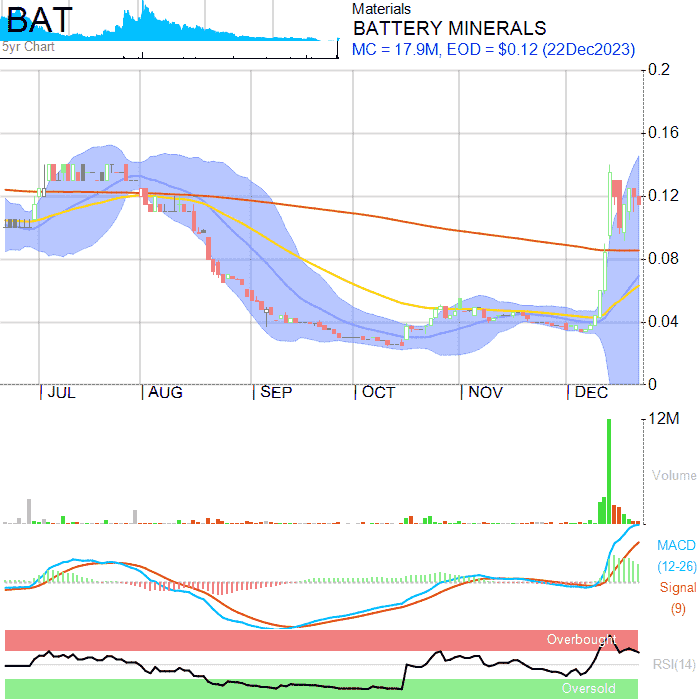 BAT
5yr Chart
Materials
BATTERY MINERALS
MC = 17.9M, EOD = $0.12 (22Dec2023)
0.2
0.16
0.12
0.08
0.04
0
JUL AUG SEP OCT NOV DEC
12M
Volume
MACD
(12-26)
Signal
(9)
Overbought
RSI(14)
Oversold